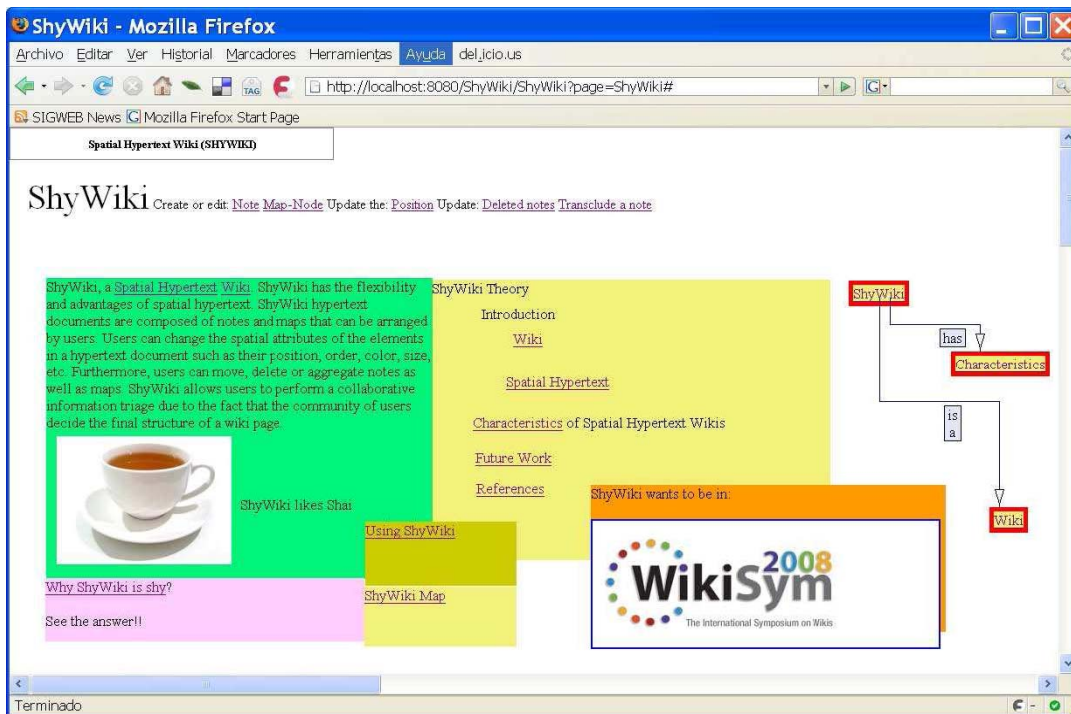 ShyWiki - Mozilla Firefox
Archivo Editar Ver Historial Marcadores Herramientas Ayuda del.icio.us
TAG http://localhost:8080/ShyWiki/ShyWiki?page=ShyWiki# G
SIGWEB News G Mozilla Firefox Start Page
Spatial Hypertext Wiki (SHYWIKI)
ShyWiki Create or edit: Note Map-Node Update the: Position Update: Deleted notes Transclude a note
ShyWiki, a Spatial Hypertext Wiki. ShyWiki has the flexibility
and advantages of spatial hypertext. ShyWiki hypertext
documents are composed of notes and maps that can be arranged
by users. Users can change the spatial attributes of the elements
in a hypertext document such as their position, order, color, size,
etc. Furthermore, users can move, delete or aggregate notes as
well as maps. ShyWiki allows users to perform a collaborative
information triage due to the fact that the community of users
decide the final structure of a wiki page.
ShyWiki likes Shai
Why ShyWiki is shy?
See the answer!!
Using ShyWiki
ShyWiki Map
ShyWiki Theory
Introduction
Wiki
Spatial Hypertext
Characteristics of Spatial Hypertext Wikis
Future Work
References
ShyWiki wants to be in:
WikiSym 2008
The International Symposium on Wikis
ShyWiki
has
Characteristics
is
a
Wiki
Terminado